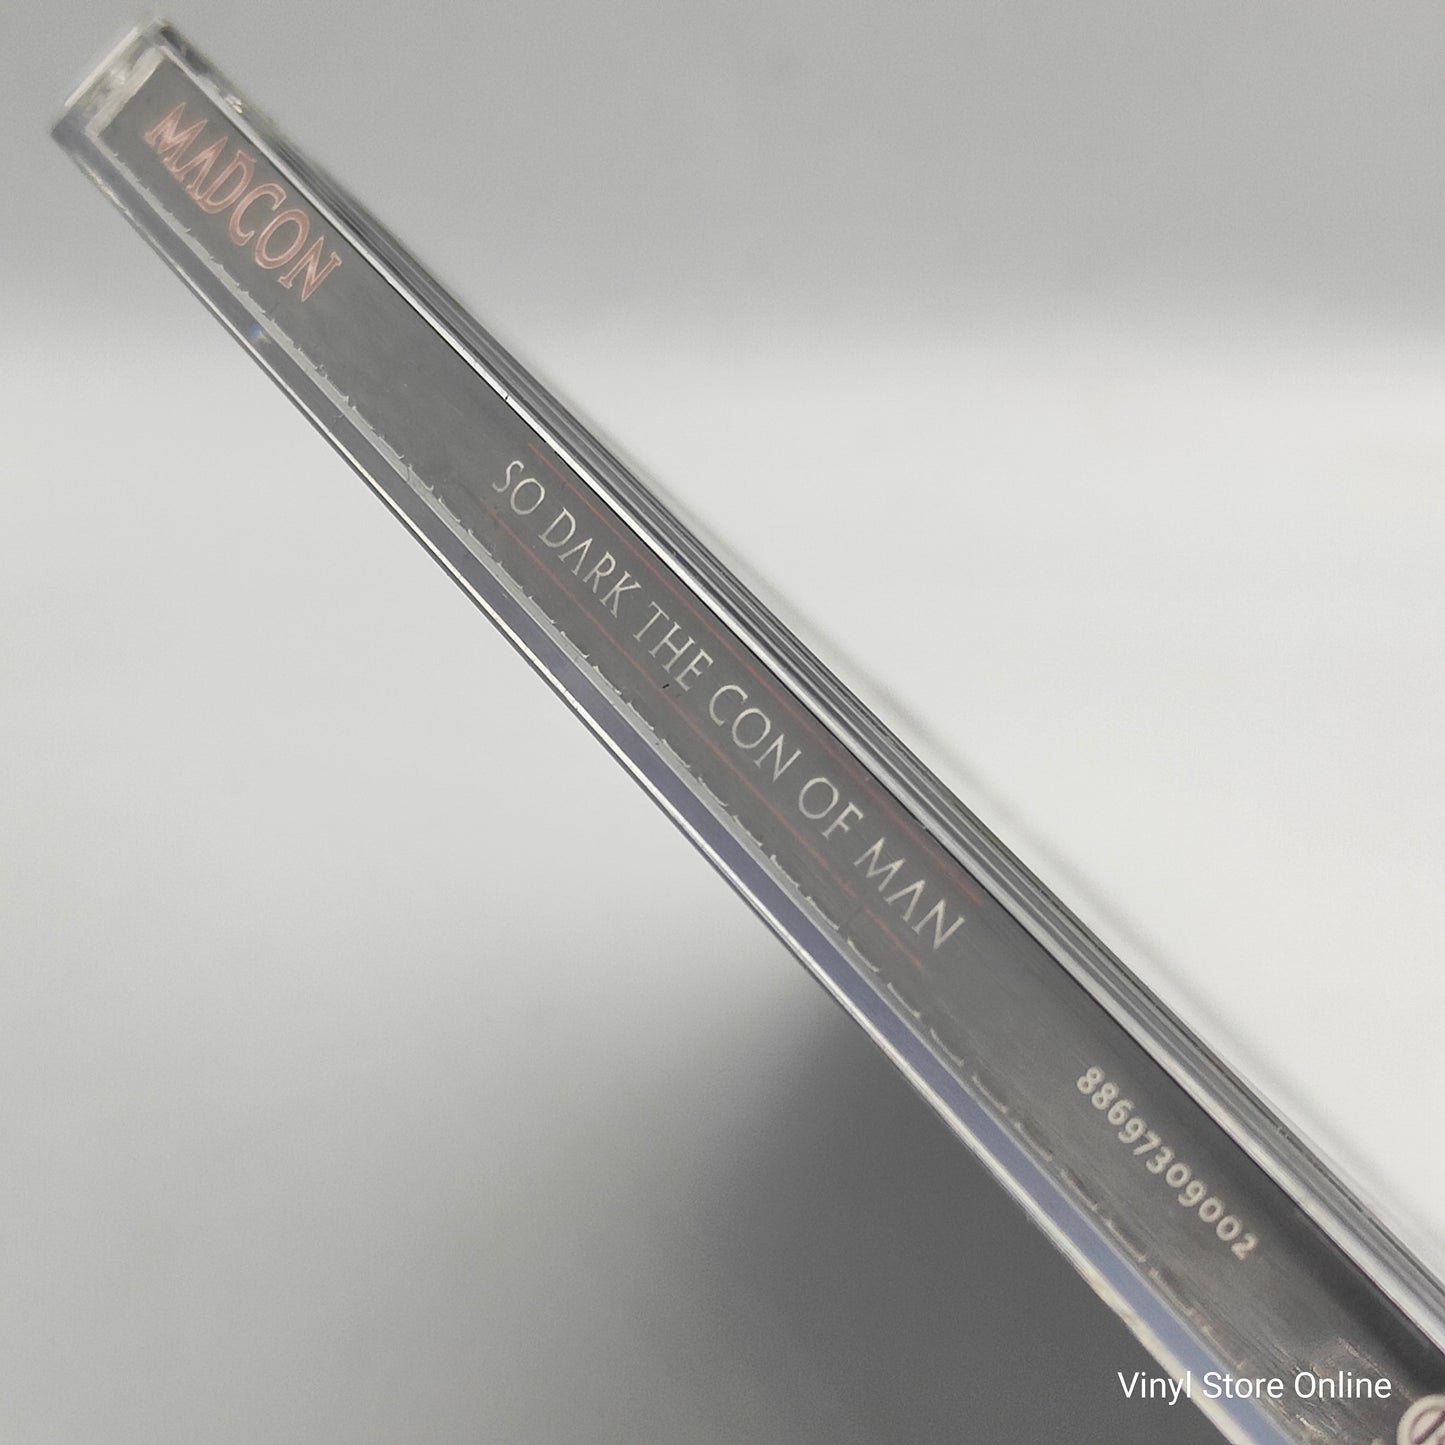 MADCON
SO DARK THE CON OF MAN
88697309002
Vinyl Store Online